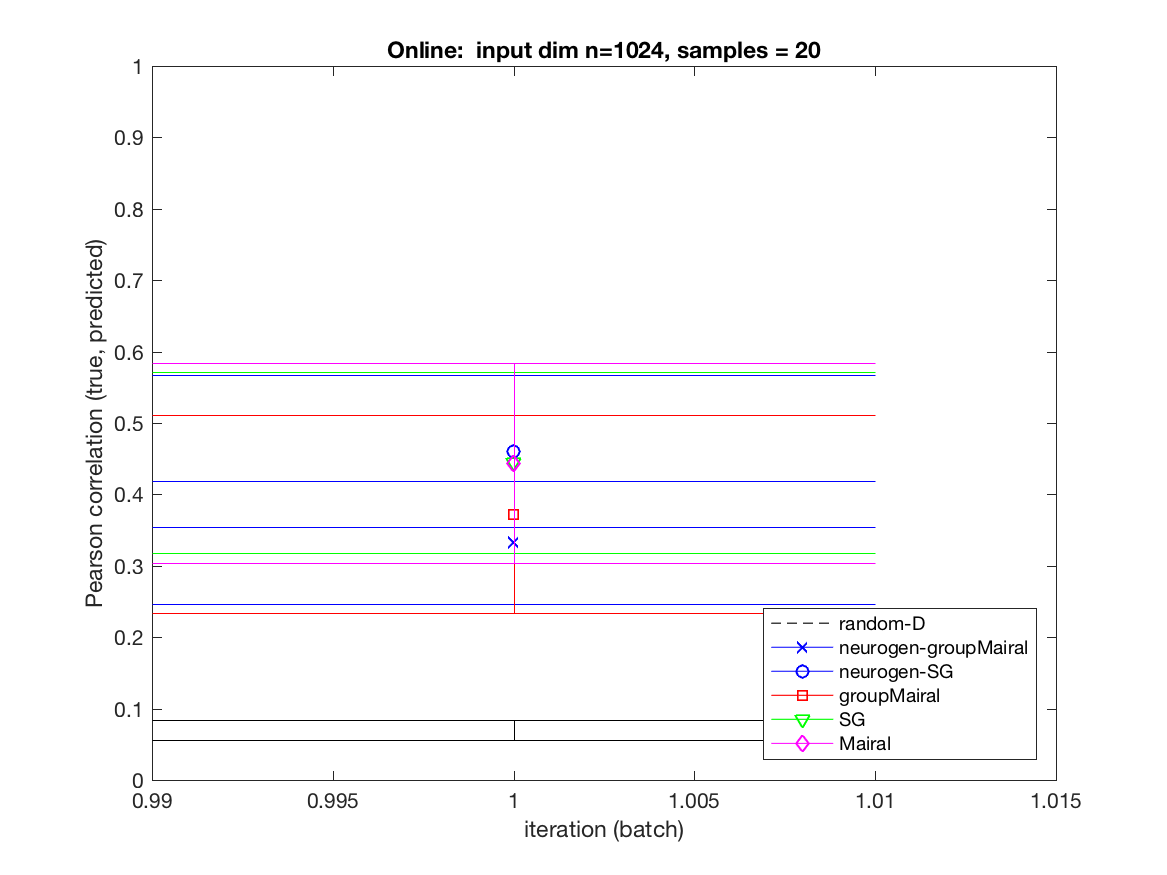 Online:  input dim n=1024, samples = 20
1
0.9
0.8
0.7
0.6
0.5
0.4
0.3
0.2
0.1
0
Pearson correlation (true, predicted)
random-D
neurogen-groupMairal
neurogen-SG
groupMairal
SG
Mairal
0.99 0.995 1 1.005 1.01 1.015
iteration (batch)